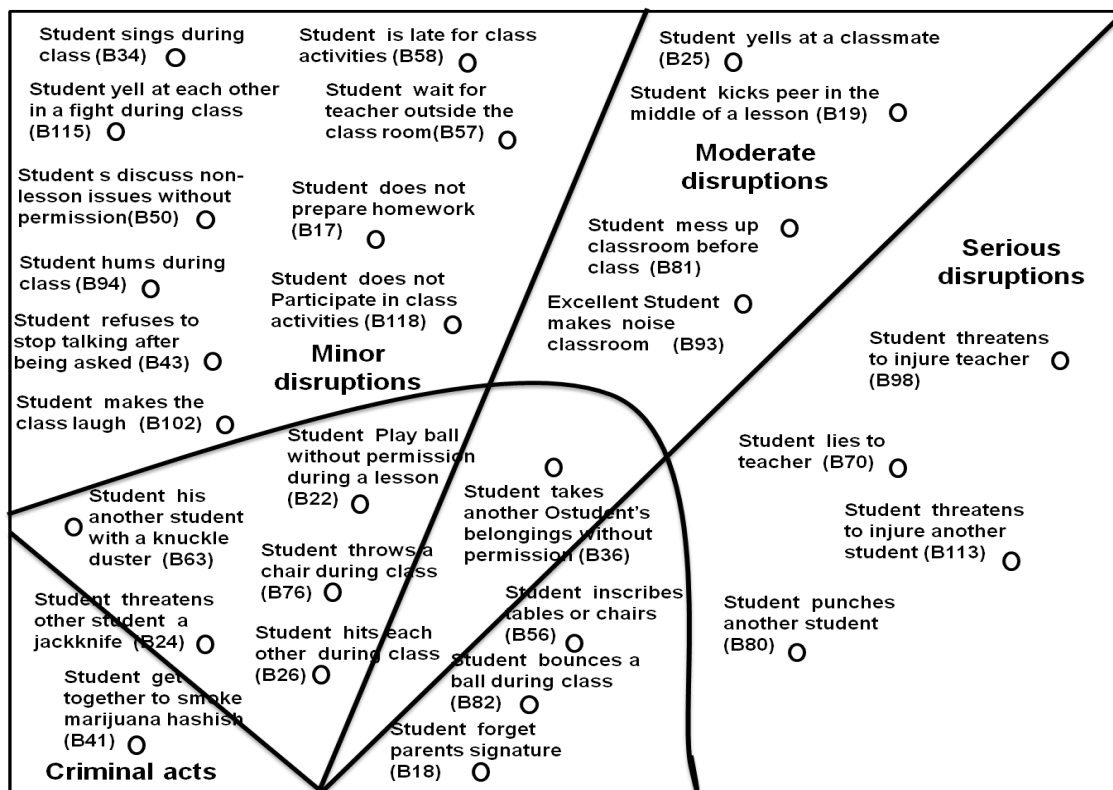 Student sings during
class (B34)
Student is late for class
activities (B58)
Student yells at a classmate
(B25)
Student yell at each other
in a fight during class
(B115)
Student wait for
teacher outside the
class room(B57)
Student kicks peer in the
middle of a lesson (B19)
Moderate
disruptions
Student s discuss non-
lesson issues without
permission(B50)
Student does not
prepare homework
(B17)
Student mess up
classroom before
class (B81)
Serious
disruptions
Student hums during
class (B94)
Student does not
Participate in class
activities (B118)
Excellent Student
makes noise
classroom (B93)
Student refuses to
stop talking after
being asked (B43)
Minor
disruptions
Student threatens
to injure teacher
(B98)
Student makes the
class laugh (B102)
Student Play ball
without permission
during a lesson
(B22)
Student lies to
teacher (B70)
Student his
another student
with a knuckle
duster (B63)
Student takes
another Ostudent's
belongings without
permission (B36)
Student threatens
to injure another
student (B113)
Student throws a
chair during class
(B76)
Student threatens
other student a
jackknife (B24)
Student inscribes
tables or chairs
(B56)
Student punches
another student
(B80)
Student hits each
other during class
(B26)
Student bounces a
ball during class
(B82)
Student get
together to smoke
marijuana hashish
(B41)
Student forget
parents signature
(B18)
Criminal acts